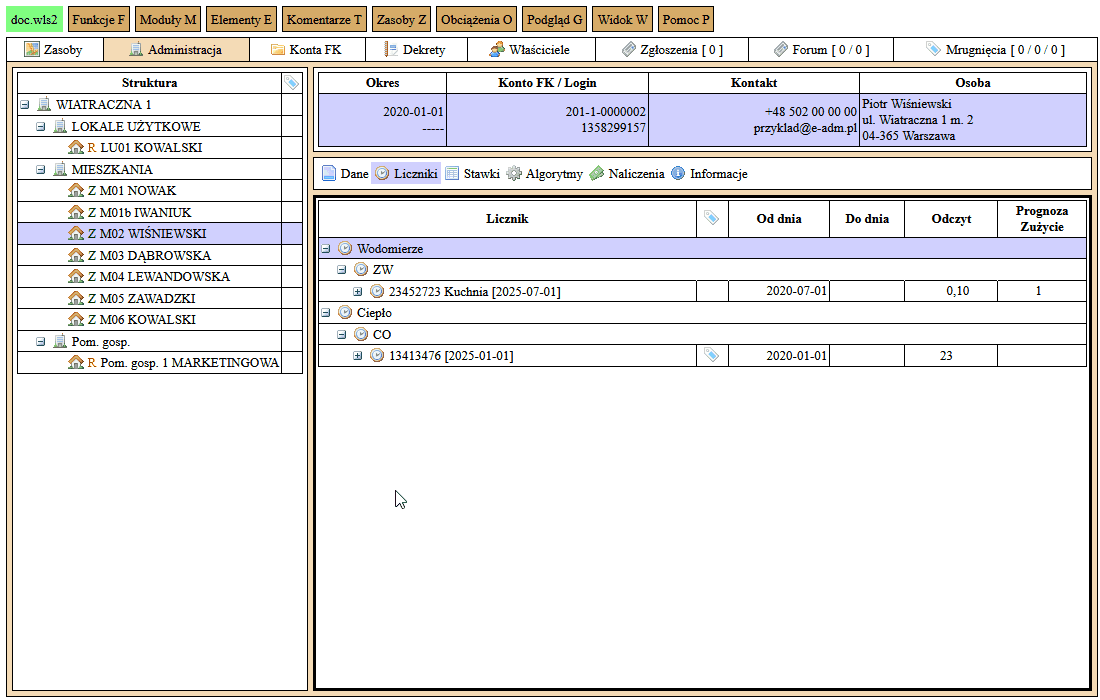 doc.wls2 Funkcje F Moduły M Elementy E Komentarze T Zasoby Z Obciążenia O Podgląd G Widok W Pomoc P
Zasoby Administracja Konta FK Dekrety Właściciele Zgłoszenia [ 0 ] Forum [ 0 / 0 ] Mrugnięcia [ 0 / 0 / 0 ]
Struktura
WIATRACZNA 1
LOKALE UŻYTKOWE
R LU01 KOWALSKI
MIESZKANIA
Z M01 NOWAK
Z M01b IWANIUK
Z M02 WIŚNIEWSKI
Z M03 DĄBROWSKA
Z M04 LEWANDOWSKA
Z M05 ZAWADZKI
Z M06 KOWALSKI
Pom. gosp.
R Pom. gosp. 1 MARKETINGOWA
Okres Konto FK / Login Kontakt Osoba
2020-01-01 201-1-0000002 +48 502 00 00 00 Piotr Wiśniewski
----- 1358299157 przyklad@e-adm.pl ul. Wiatraczna 1 m. 2
04-365 Warszawa
Dane Liczniki Stawki Algorytmy Naliczenia Informacje
Licznik Od dnia Do dnia Odczyt Prognoza
Zużycie
Wodomierze
ZW
23452723 Kuchnia [2025-07-01] 2020-07-01 0,10 1
Ciepło
CO
13413476 [2025-01-01] 2020-01-01 23